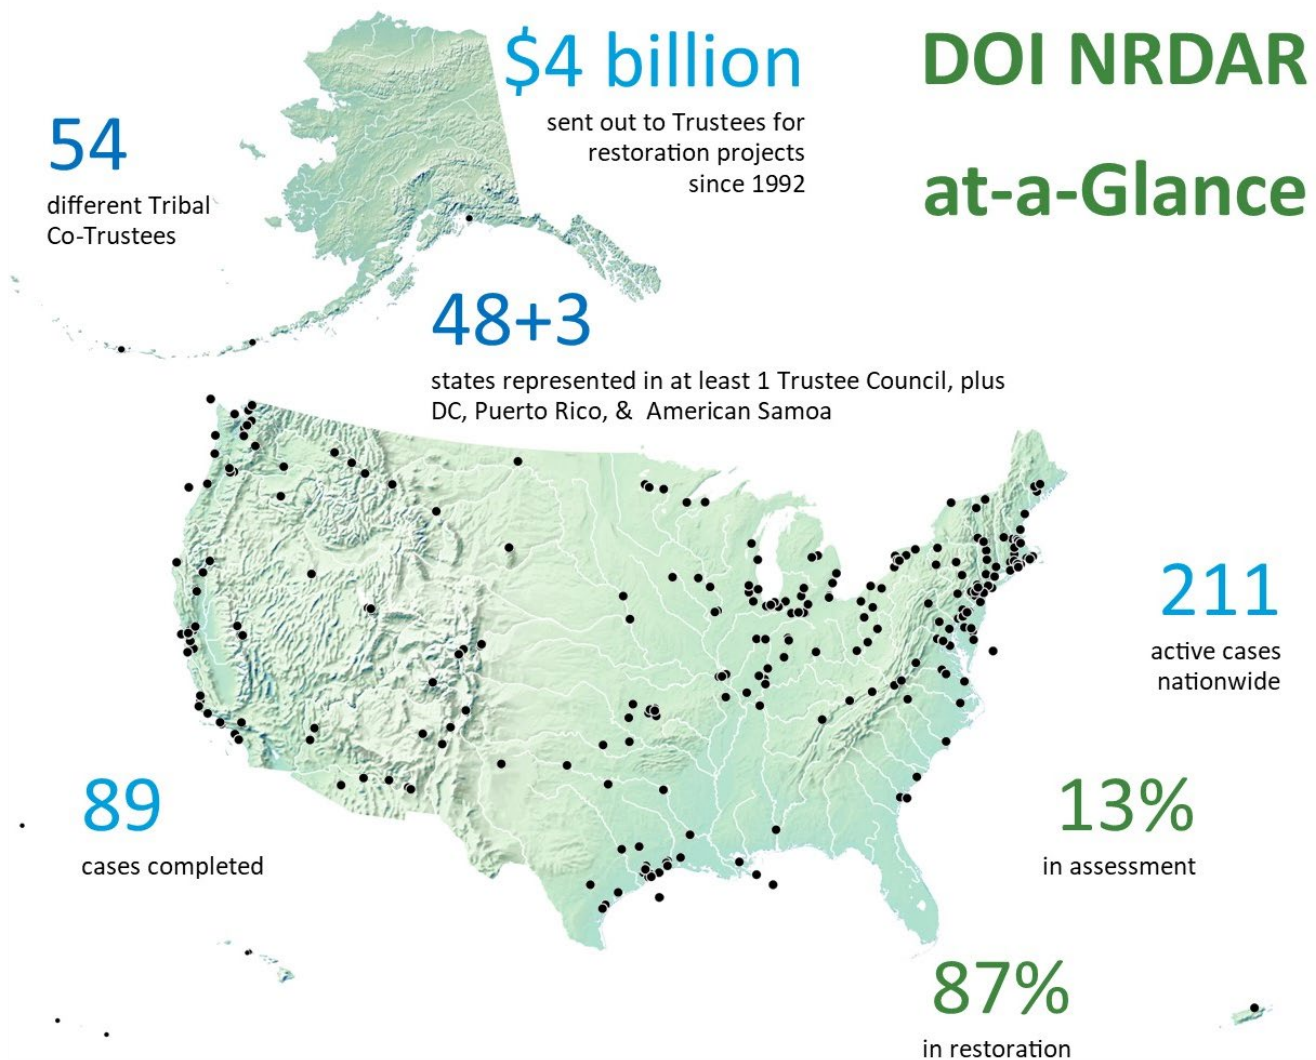 DOI NRDAR
at-a-Glance
$4 billion
sent out to Trustees for
restoration projects
since 1992
54
different Tribal
Co-Trustees
48+3
states represented in at least 1 Trustee Council, plus
DC, Puerto Rico, & American Samoa
211
active cases
nationwide
89
cases completed
13%
in assessment
87%
in restoration